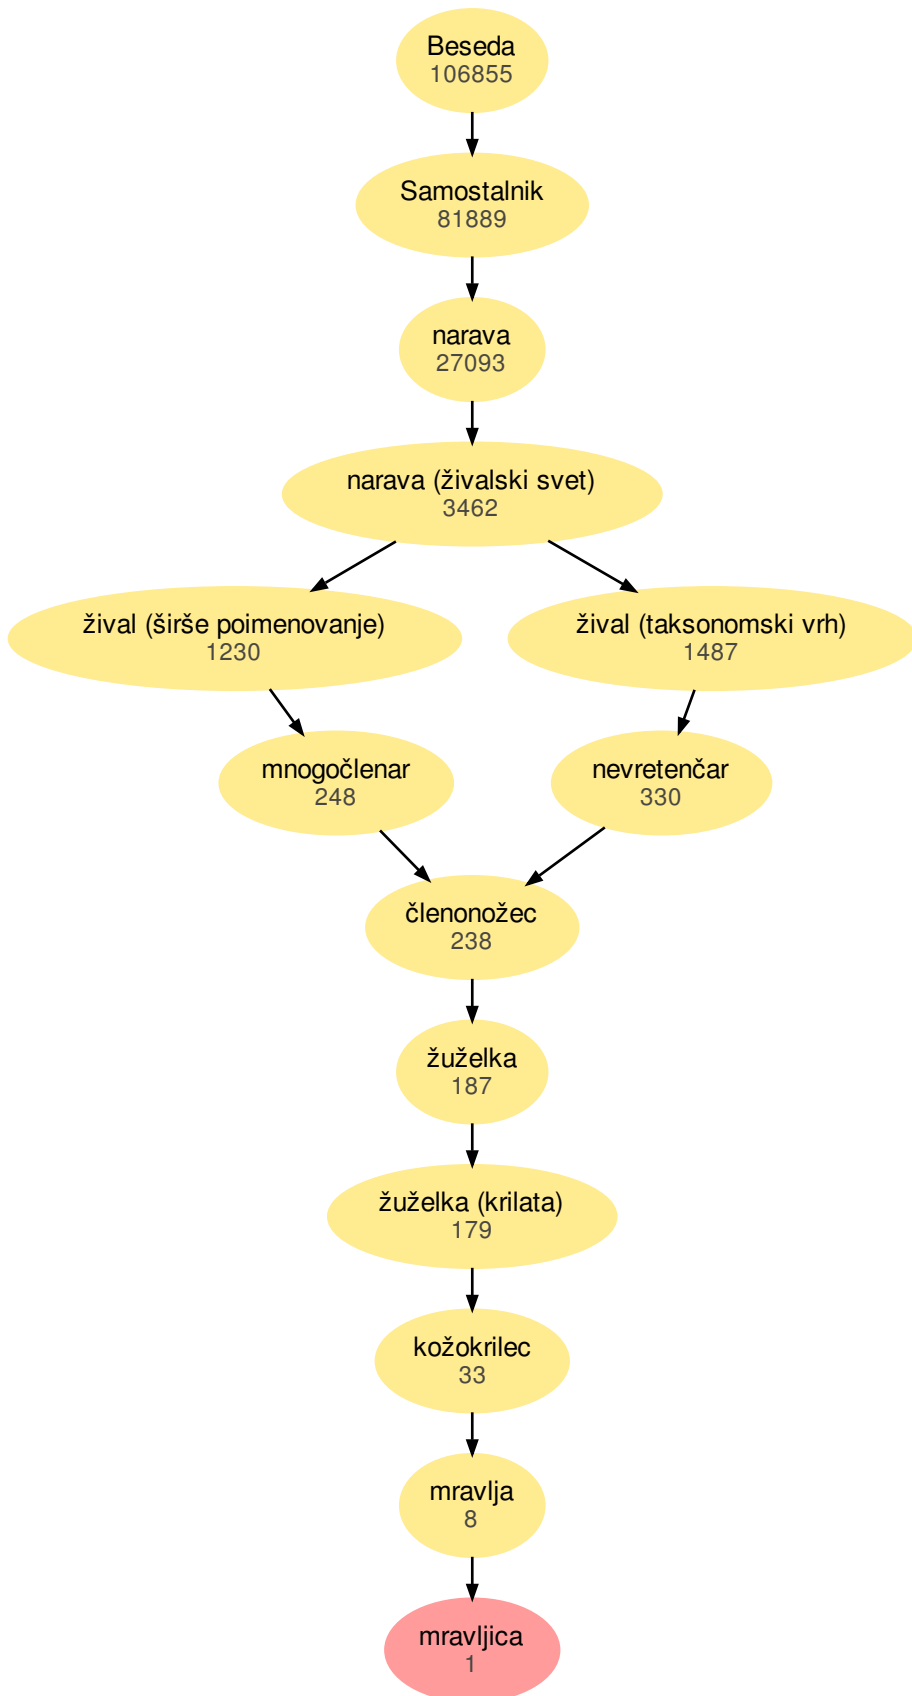 Beseda
106855
Samostalnik
81889
narava
27093
narava (živalski svet)
3462
žival (širše poimenovanje)
1230
žival (taksonomski vrh)
1487
mnogočlenar
248
nevretenčar
330
členonožec
238
žuželka
187
žuželka (krilata)
179
kožokrilec
33
mravlja
8
mravljica
1